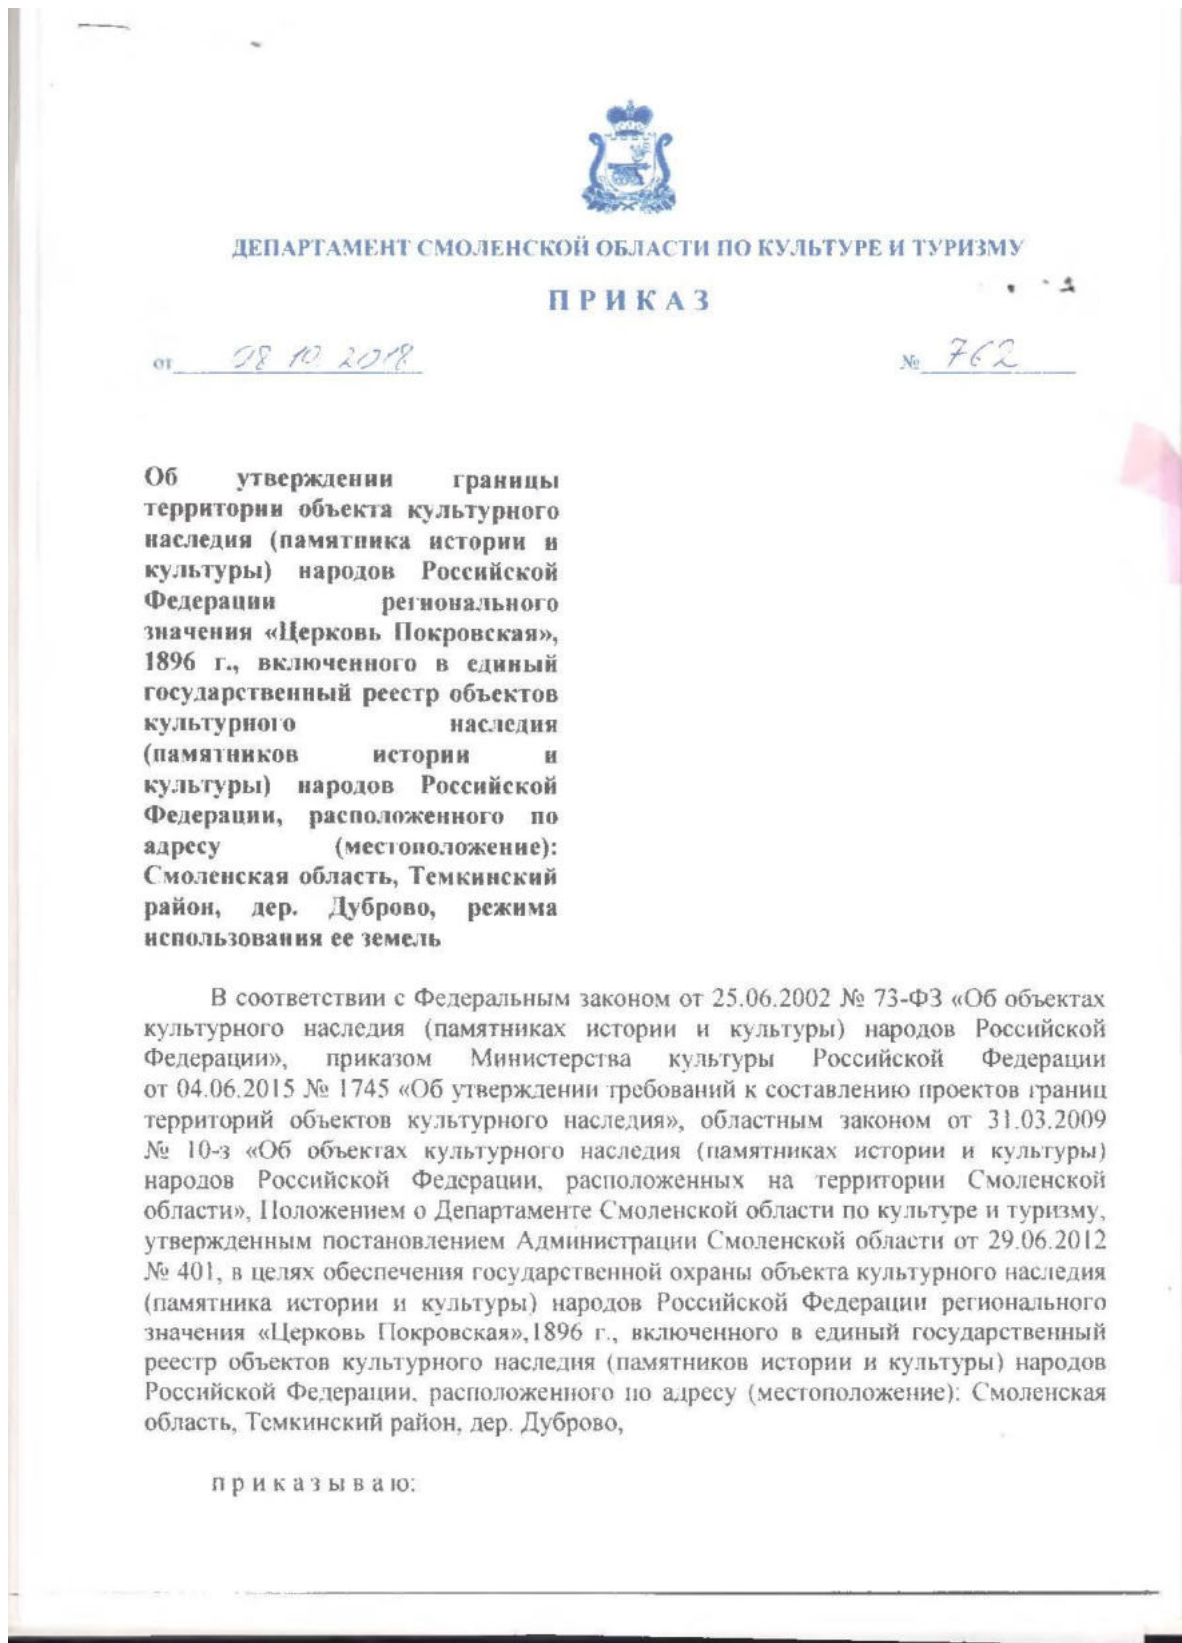 ДЕПАРТАМЕНТ СМОЛЕНСКОЙ ОБЛАСТИ ПО КУЛЬТУРЕ И ТУРИЗМУ
ПРИКАЗ
от 08 10. 2018 № 762
Об утверждении границы
территории объекта культурного
наследия (памятника истории и
культуры) народов Российской
Федерации регионального
значения «Церковь Покровская»,
1896 г., включенного в единый
государственный реестр объектов
культурного наследия
(памятников истории и
культуры) народов Российской
Федерации, расположенного по
адресу (местоположение):
Смоленская область, Темкинский
район, дер. Дуброво, режима
использования ее земель
В соответствии с Федеральным законом от 25.06.2002 № 73-ФЗ «Об объектах
культурного наследия (памятниках истории и культуры) народов Российской
Федерации», приказом Министерства культуры Российской Федерации
от 04.06.2015 № 1745 «Об утверждении требований к составлению проектов границ
территорий объектов культурного наследия», областным законом от 31.03.2009
№ 10-з «Об объектах культурного наследия (памятниках истории и культуры)
народов Российской Федерации, расположенных на территории Смоленской
области», Положением о Департаменте Смоленской области по культуре и туризму,
утвержденным постановлением Администрации Смоленской области от 29.06.2012
№ 401, в целях обеспечения государственной охраны объекта культурного наследия
(памятника истории и культуры) народов Российской Федерации регионального
значения «Церковь Покровская»,1896 г., включенного в единый государственный
реестр объектов культурного наследия (памятников истории и культуры) народов
Российской Федерации, расположенного по адресу (местоположение): Смоленская
область, Темкинский район, дер. Дуброво,
приказываю: